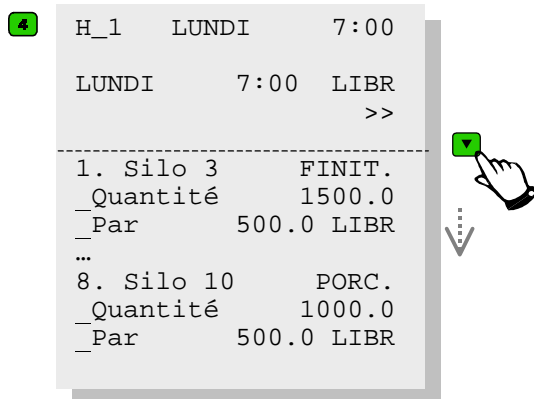 4
H_1 LUNDI 7:00
LUNDI 7:00 LIBR
>>
1. Silo 3 FINIT.
_Quantité 1500.0
_Par 500.0 LIBR
…
8. Silo 10 PORC.
_Quantité 1000.0
_Par 500.0 LIBR